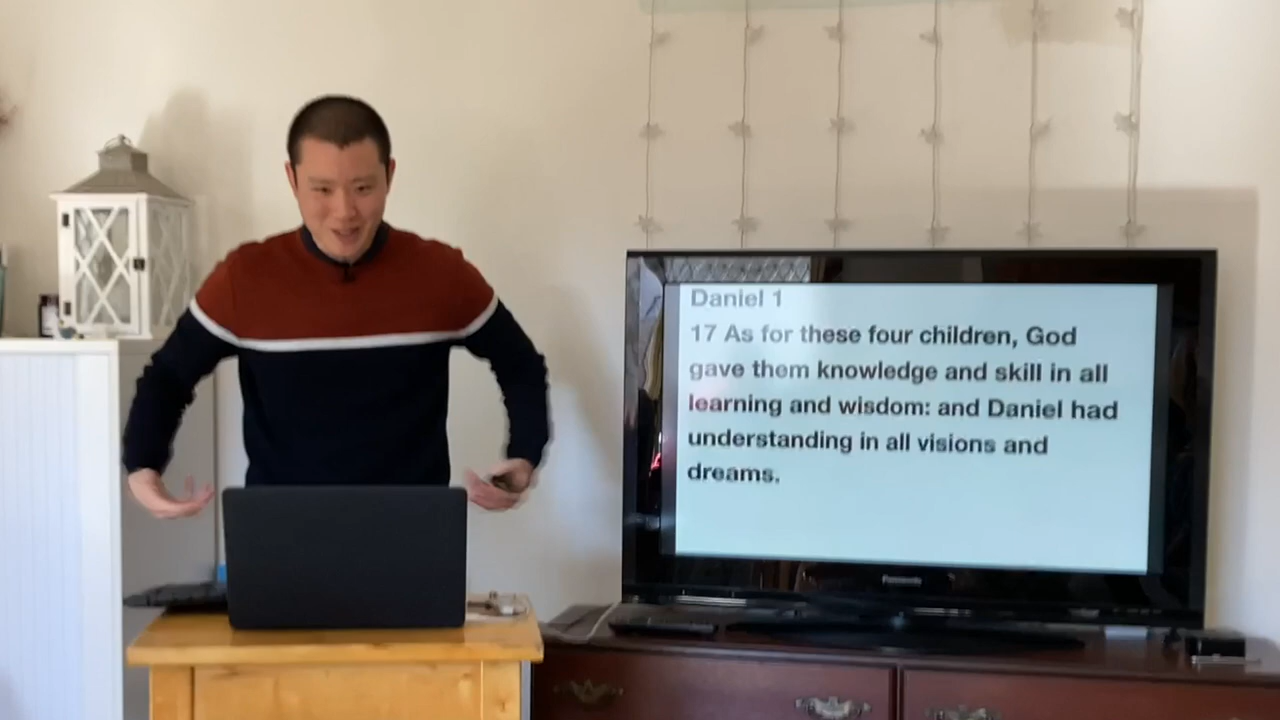 Daniel 1
17 As for these four children, God
gave them knowledge and skill in all
learning and wisdom: and Daniel had
understanding in all visions and
dreams.
Panasonic